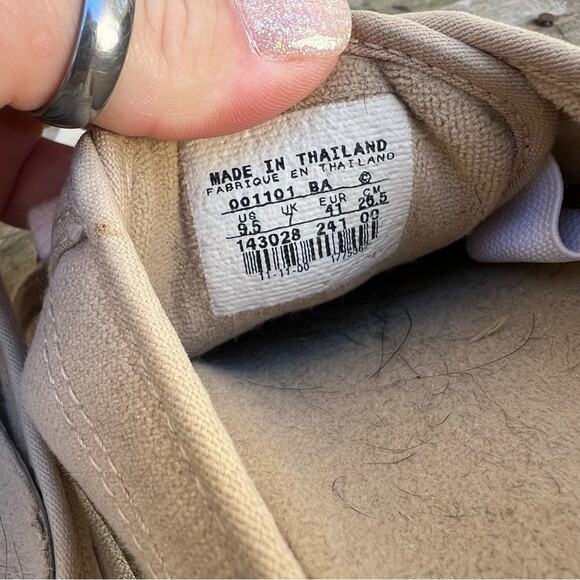 MADE IN THAILAND
FABRIQUE EN THAILAND
001101 BA ©
US UK EUR CM
9.5 7 41 26.5
143028 241 00
11-11-00